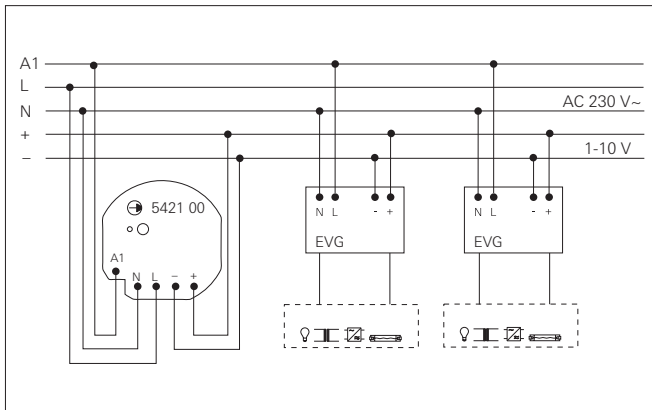 A1
L
N
AC 230 V~
+
–
1-10 V
5421 00
A1
N L – +
N L - +
EVG
N L - +
EVG